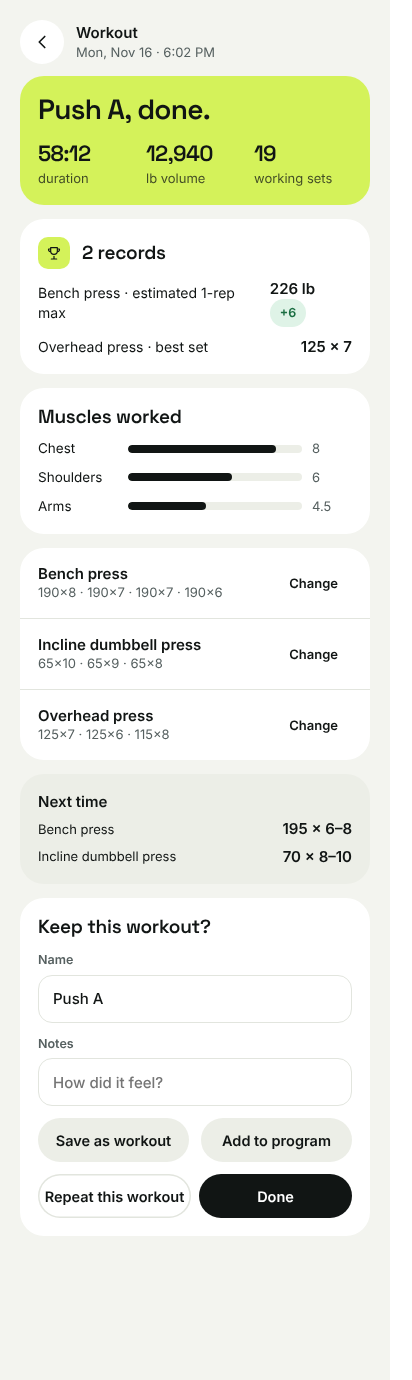 Workout
Mon, Nov 16 · 6:02 PM
Push A, done.
58:12 12,940 19
duration lb volume working sets
2 records
Bench press · estimated 1-rep max 226 lb +6
Overhead press · best set 125 × 7
Muscles worked
Chest 8
Shoulders 6
Arms 4.5
Bench press
190×8 · 190×7 · 190×7 · 190×6
Change
Incline dumbbell press
65×10 · 65×9 · 65×8
Change
Overhead press
125×7 · 125×6 · 115×8
Change
Next time
Bench press 195 × 6–8
Incline dumbbell press 70 × 8–10
Keep this workout?
Name
Push A
Notes
How did it feel?
Save as workout Add to program
Repeat this workout Done